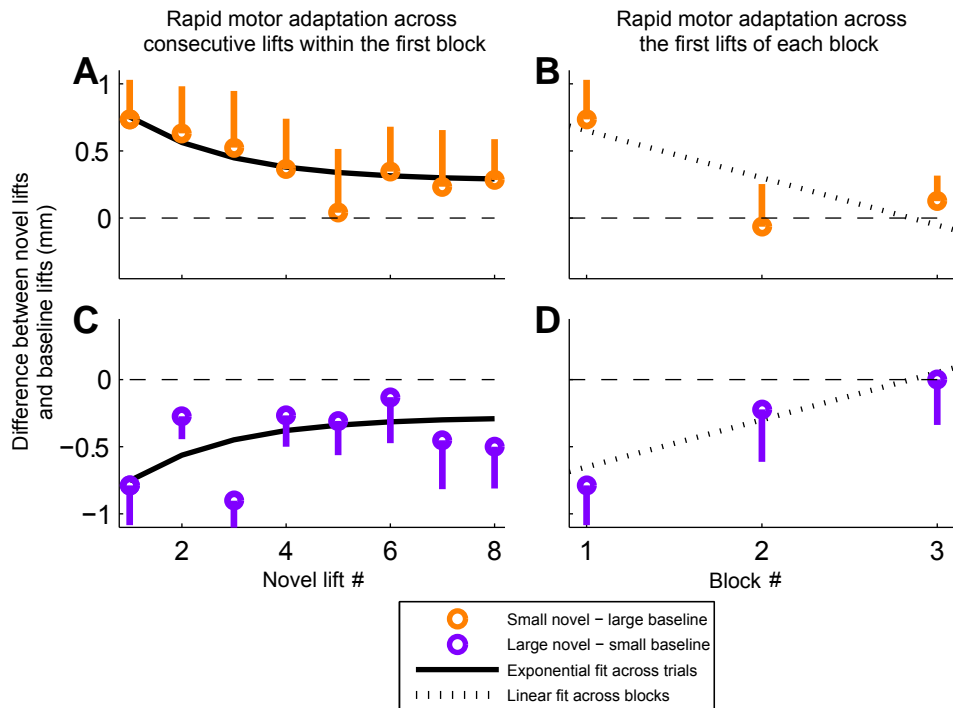 Rapid motor adaptation across
consecutive lifts within the first block
Rapid motor adaptation across
the first lifts of each block
A
B
1
0.5
0
Difference between novel lifts
and baseline lifts (mm)
C
D
0
−0.5
−1
2
4
6
8
1
2
3
Novel lift #
Block #
Small novel − large baseline
Large novel − small baseline
Exponential fit across trials
Linear fit across blocks